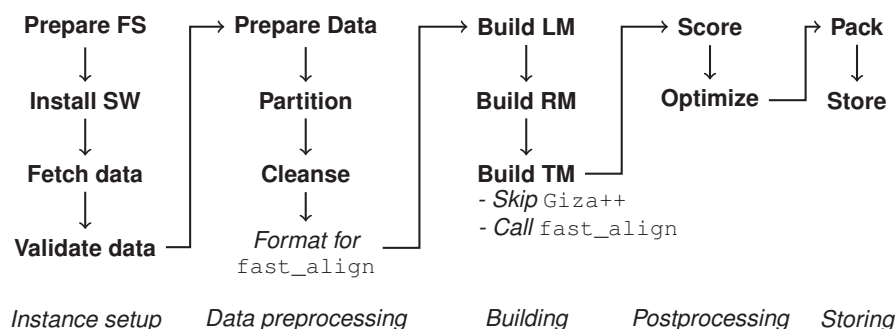 Prepare FS
Install SW
Fetch data
Validate data
Instance setup
Prepare Data
Partition
Cleanse
Format for
fast_align
Data preprocessing
Build LM
Build RM
Build TM
- Skip Giza++
- Call fast_align
Building
Score
Optimize
Postprocessing
Pack
Store
Storing